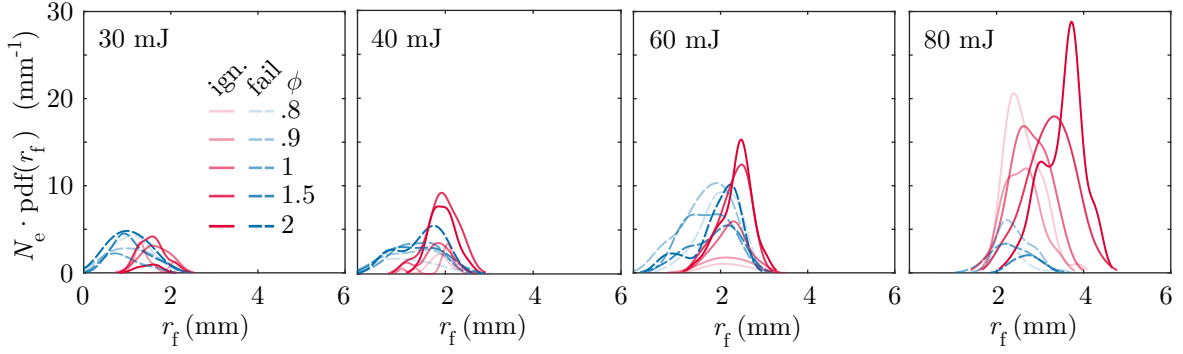 N_e · pdf(r_f) (mm⁻¹)
30
20
10
0
30 mJ
ign. fail ϕ
.8
.9
1
1.5
2
0 2 4 6
r_f (mm)
40 mJ
0 2 4 6
r_f (mm)
60 mJ
2 4 6
r_f (mm)
80 mJ
2 4 6
r_f (mm)